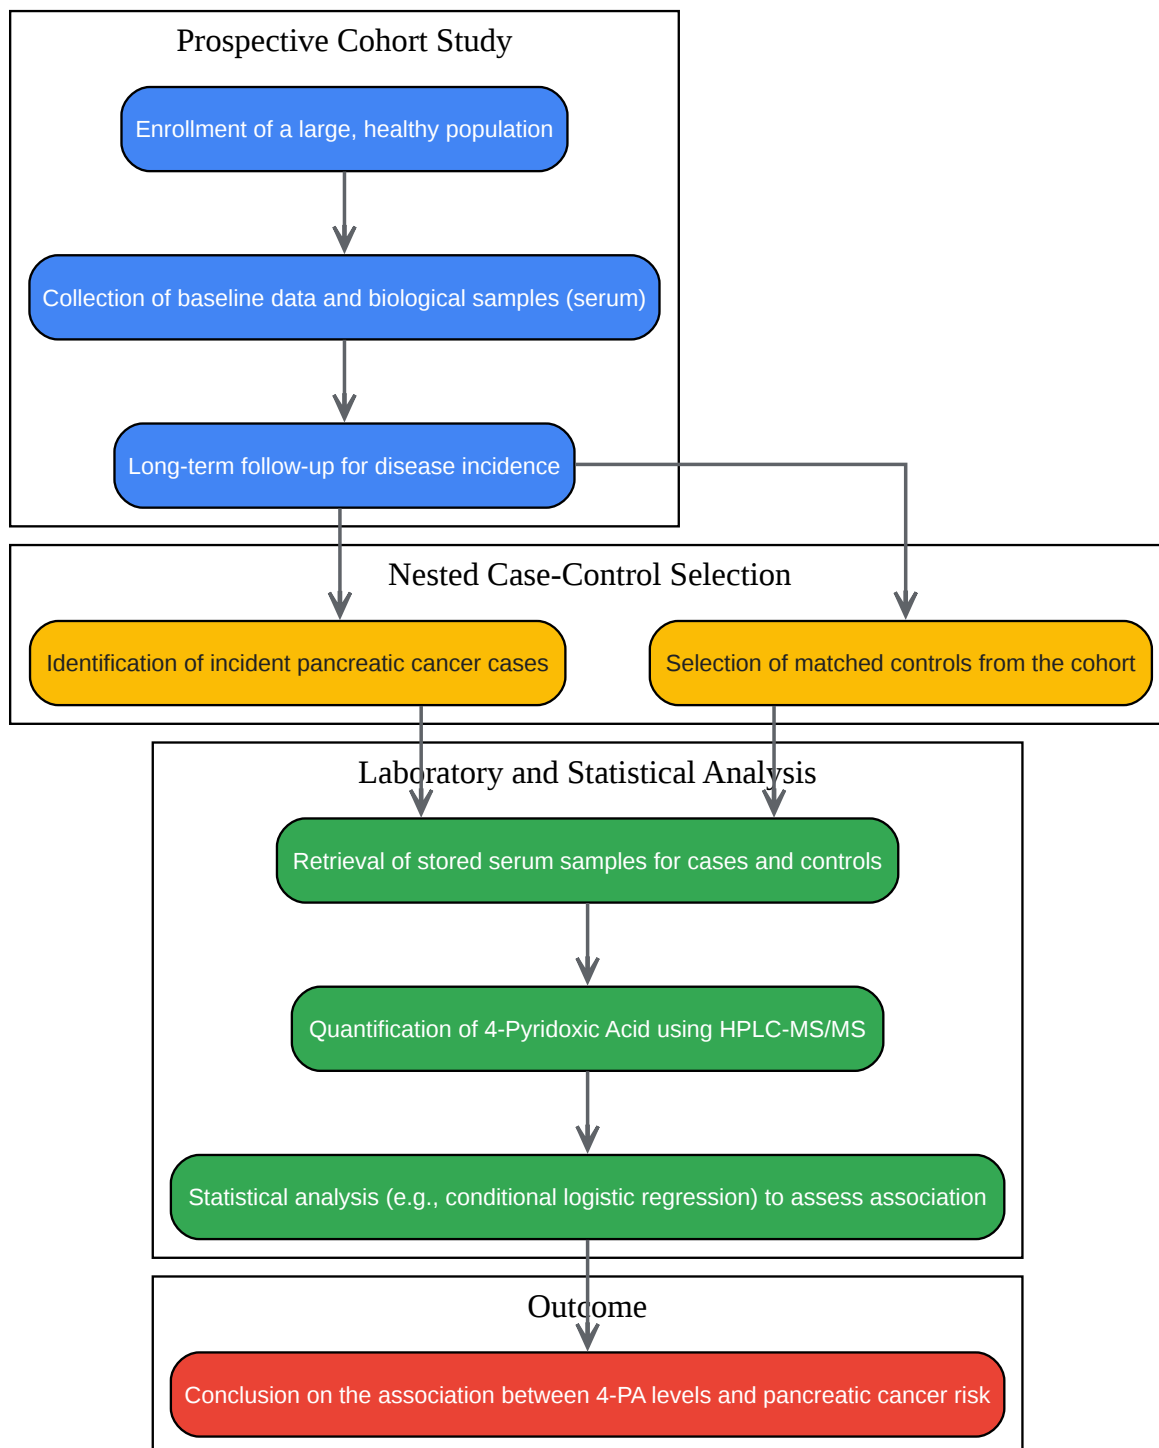 Prospective Cohort Study
Enrollment of a large, healthy population
Collection of baseline data and biological samples (serum)
Long-term follow-up for disease incidence
Nested Case-Control Selection
Identification of incident pancreatic cancer cases
Selection of matched controls from the cohort
Laboratory and Statistical Analysis
Retrieval of stored serum samples for cases and controls
Quantification of 4-Pyridoxic Acid using HPLC-MS/MS
Statistical analysis (e.g., conditional logistic regression) to assess association
Outcome
Conclusion on the association between 4-PA levels and pancreatic cancer risk